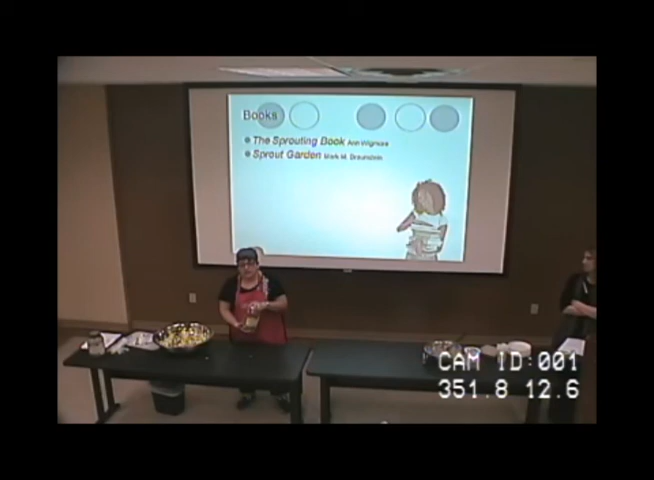 Books
The Sprouting Book Ann Wigmore
Sprout Garden Mark M. Braunstein
CAM ID:001
351.8 12.6